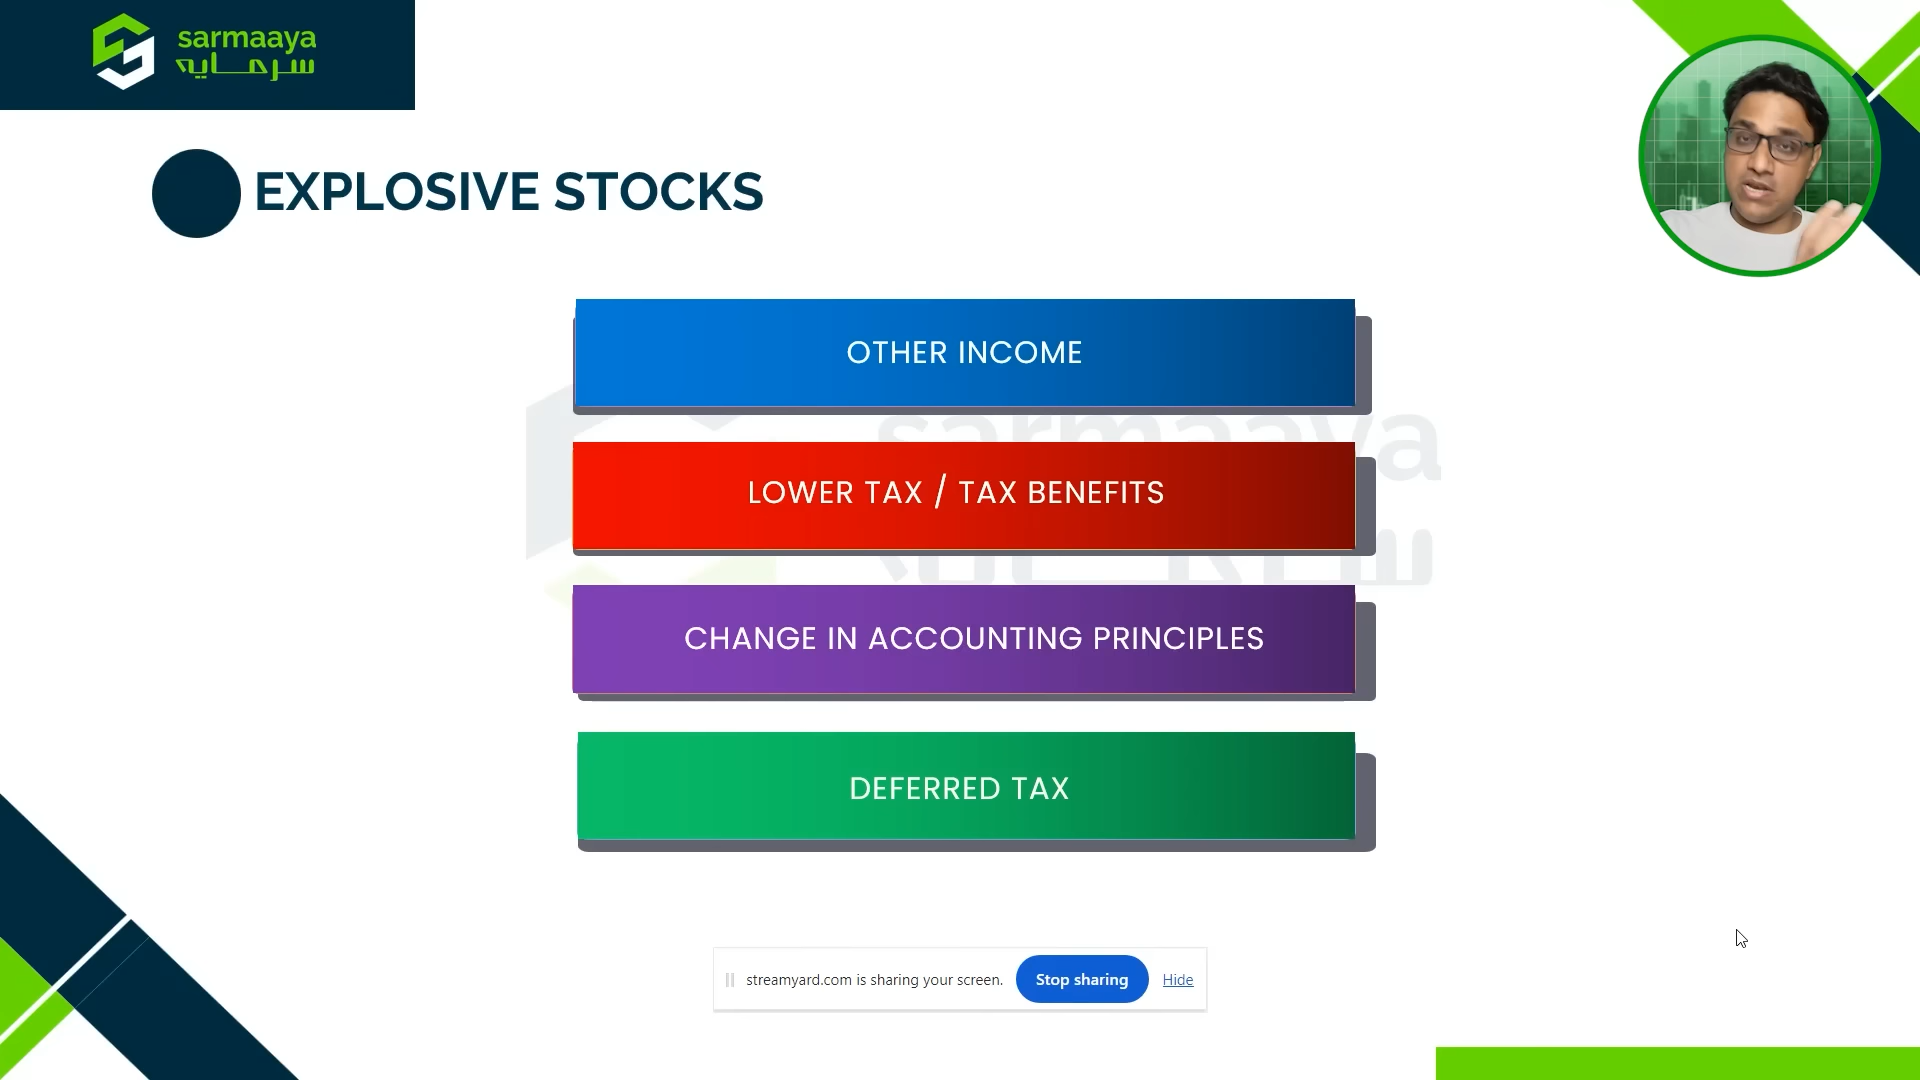 sarmaaya
سرمایه
EXPLOSIVE STOCKS
OTHER INCOME
LOWER TAX / TAX BENEFITS
CHANGE IN ACCOUNTING PRINCIPLES
DEFERRED TAX
streamyard.com is sharing your screen. Stop sharing Hide